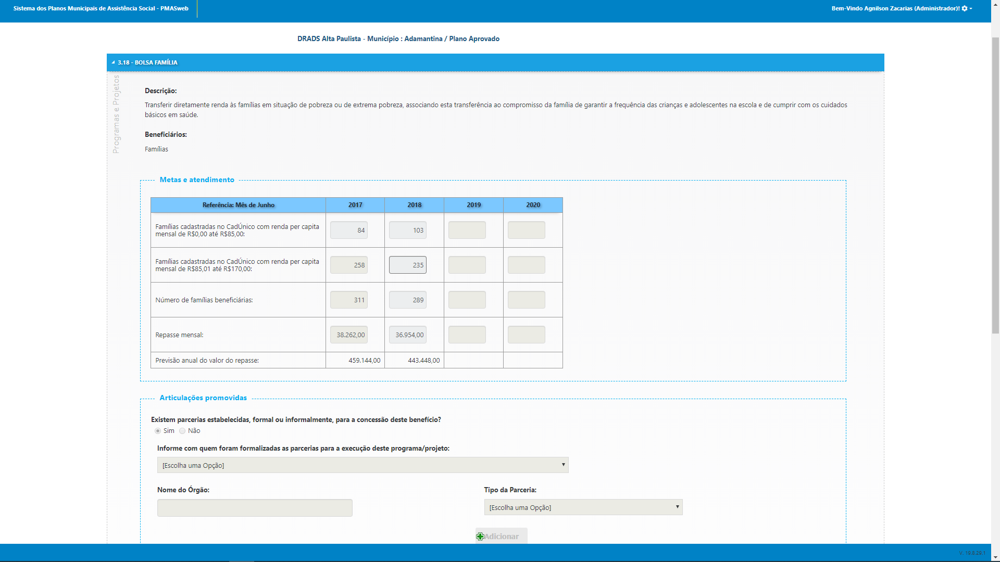 Sistema dos Planos Municipais de Assistência Social - PMASweb
Bem-Vindo Agnilson Zacarias (Administrador)!
DRADS Alta Paulista - Município : Adamantina / Plano Aprovado
3.18 - BOLSA FAMÍLIA
Programas e Projetos
Descrição:
Transferir diretamente renda às famílias em situação de pobreza ou de extrema pobreza, associando esta transferência ao compromisso da família de garantir a frequência das crianças e adolescentes na escola e de cumprir com os cuidados
básicos em saúde.
Beneficiários:
Famílias
Metas e atendimento
Referência: Mês de Junho 2017 2018 2019 2020
Famílias cadastradas no CadÚnico com renda per capita
mensal de R$0,00 até R$85,00:
84 103
Famílias cadastradas no CadÚnico com renda per capita
mensal de R$85,01 até R$170,00:
258 235
Número de famílias beneficiárias: 311 289
Repasse mensal: 38.262,00 36.954,00
Previsão anual do valor do repasse: 459.144,00 443.448,00
Articulações promovidas
Existem parcerias estabelecidas, formal ou informalmente, para a concessão deste benefício?
Sim Não
Informe com quem foram formalizadas as parcerias para a execução deste programa/projeto:
[Escolha uma Opção]
Nome do Órgão: Tipo da Parceria:
[Escolha uma Opção]
Adicionar
V. 19.8.29.1